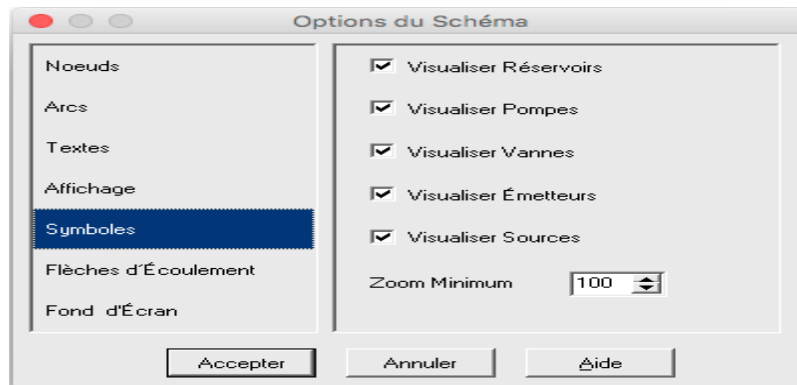 Options du Schéma
Noeuds
Arcs
Textes
Affichage
Symboles
Flèches d'Écoulement
Fond d'Écran
Visualiser Réservoirs
Visualiser Pompes
Visualiser Vannes
Visualiser Émetteurs
Visualiser Sources
Zoom Minimum 100
Accepter Annuler Aide